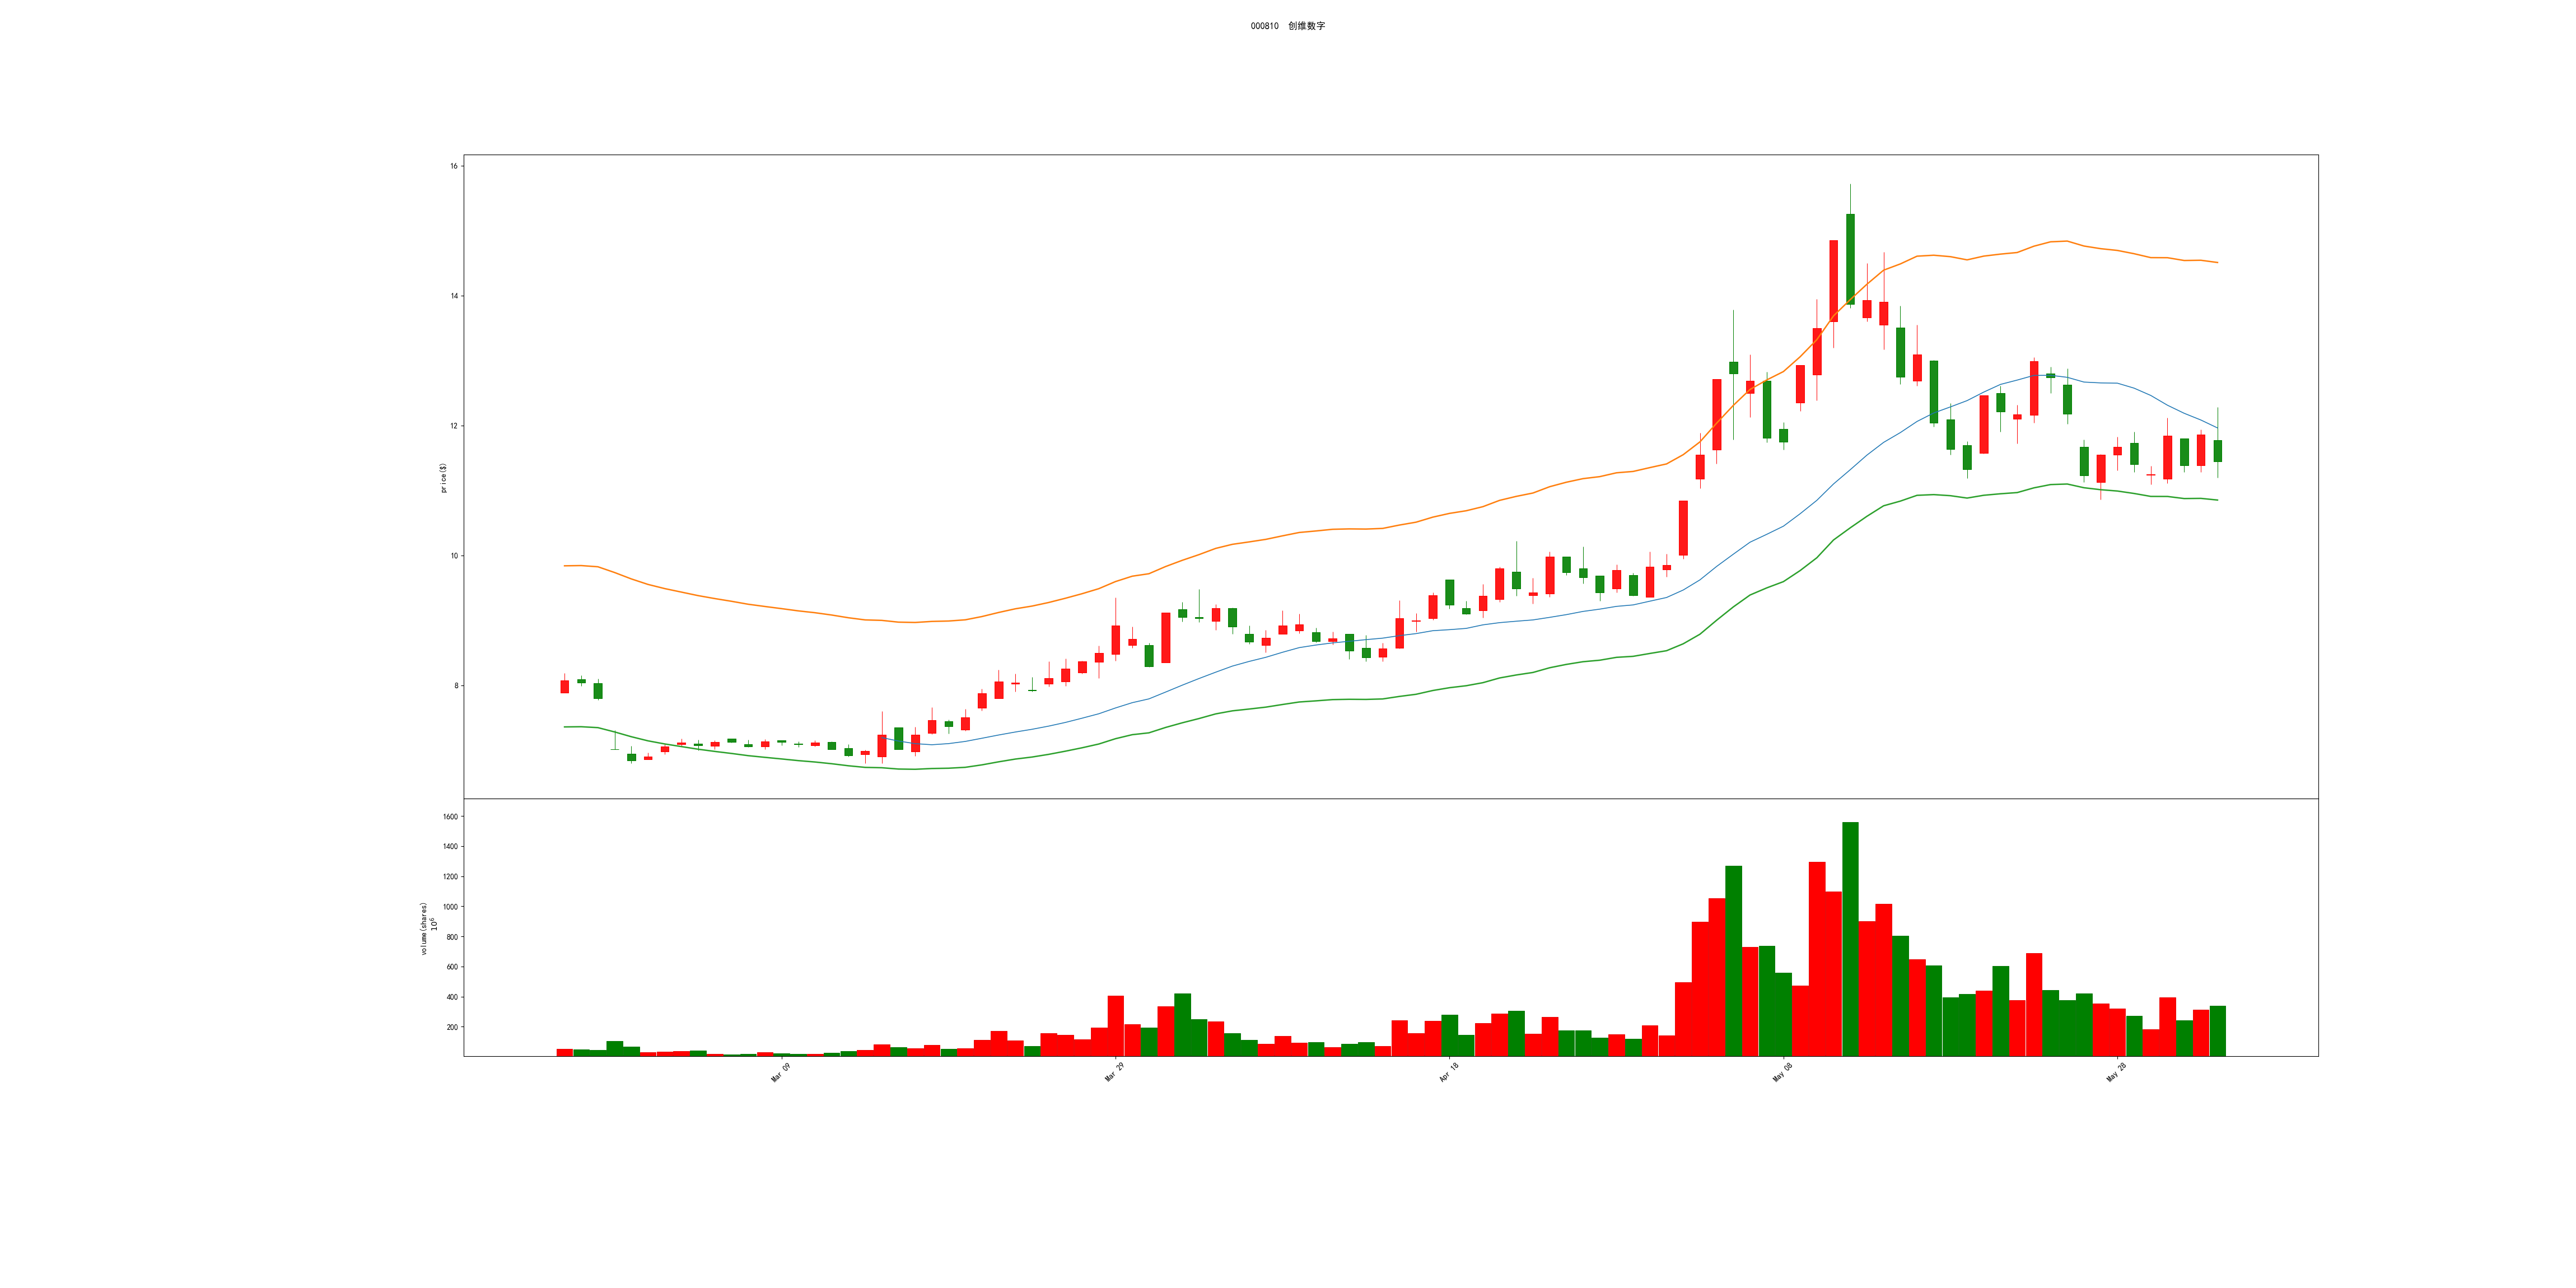 000810 创维数字
16
14
12
10
8
price($)
1600
1400
1200
1000
800
600
400
200
volume(shares)
10⁶
Mar 09
Mar 29
Apr 18
May 08
May 28